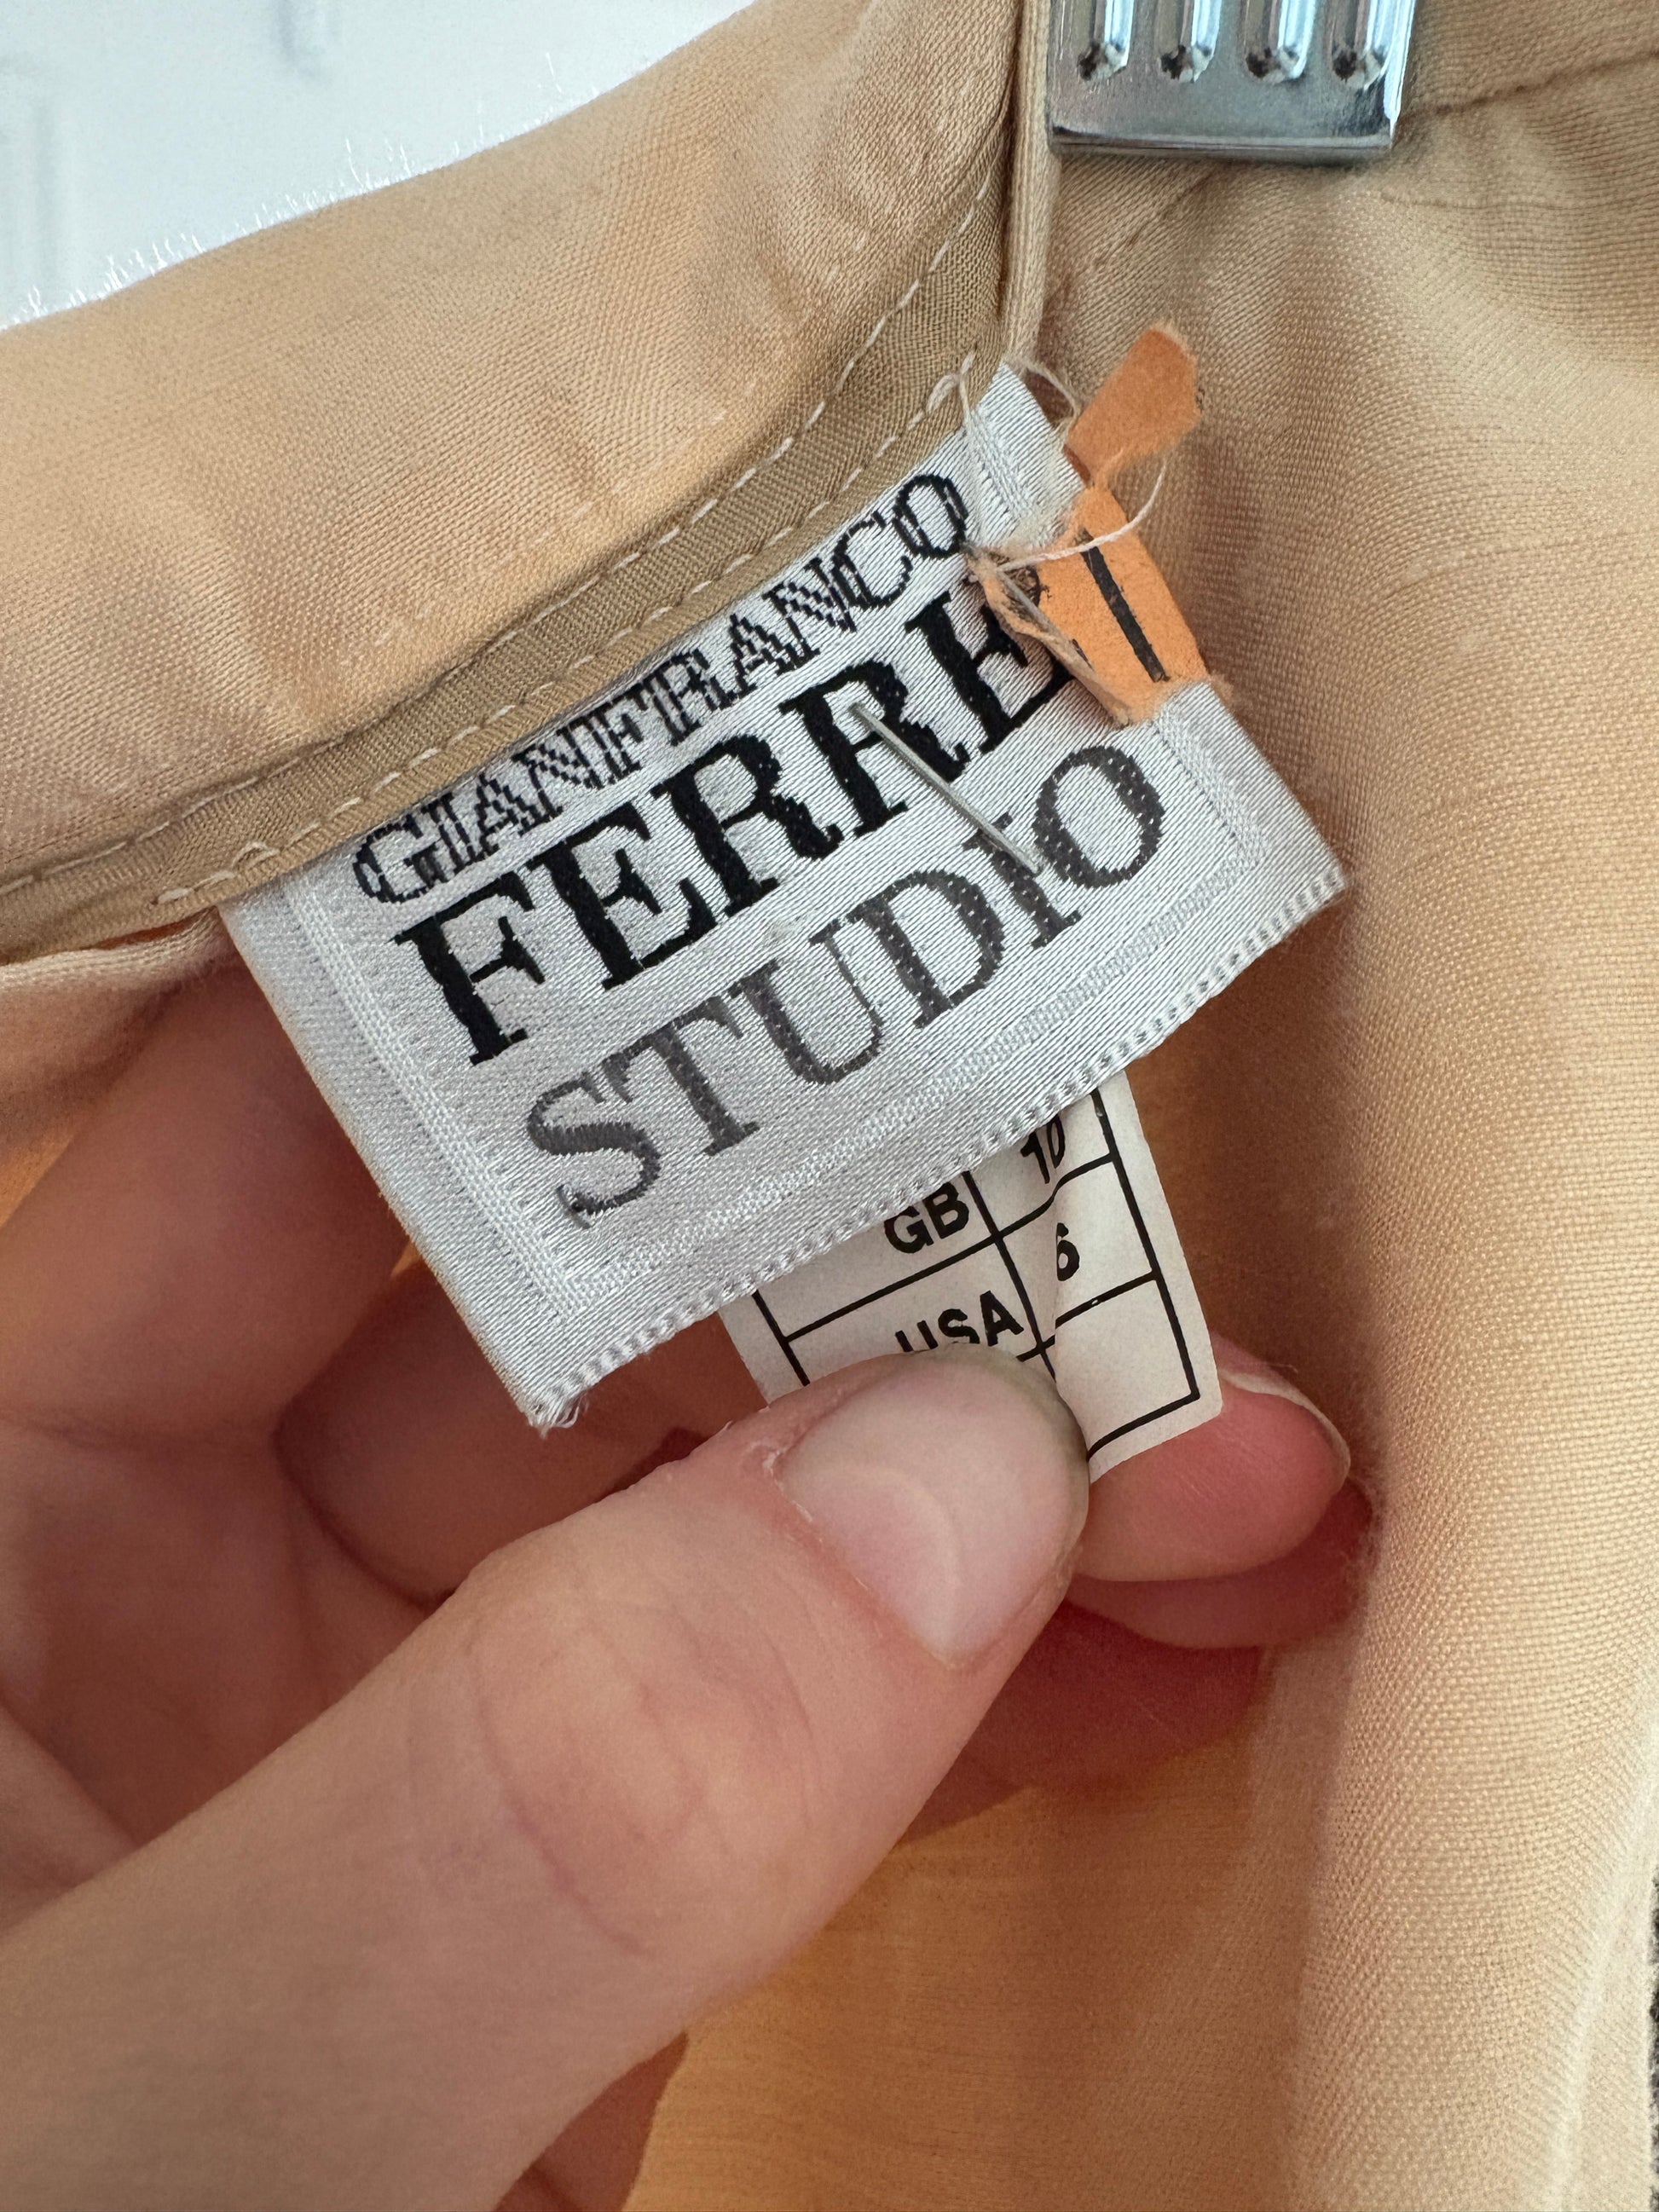 GIANFRANCO
FERRE
STUDIO
GB 10
USA 6